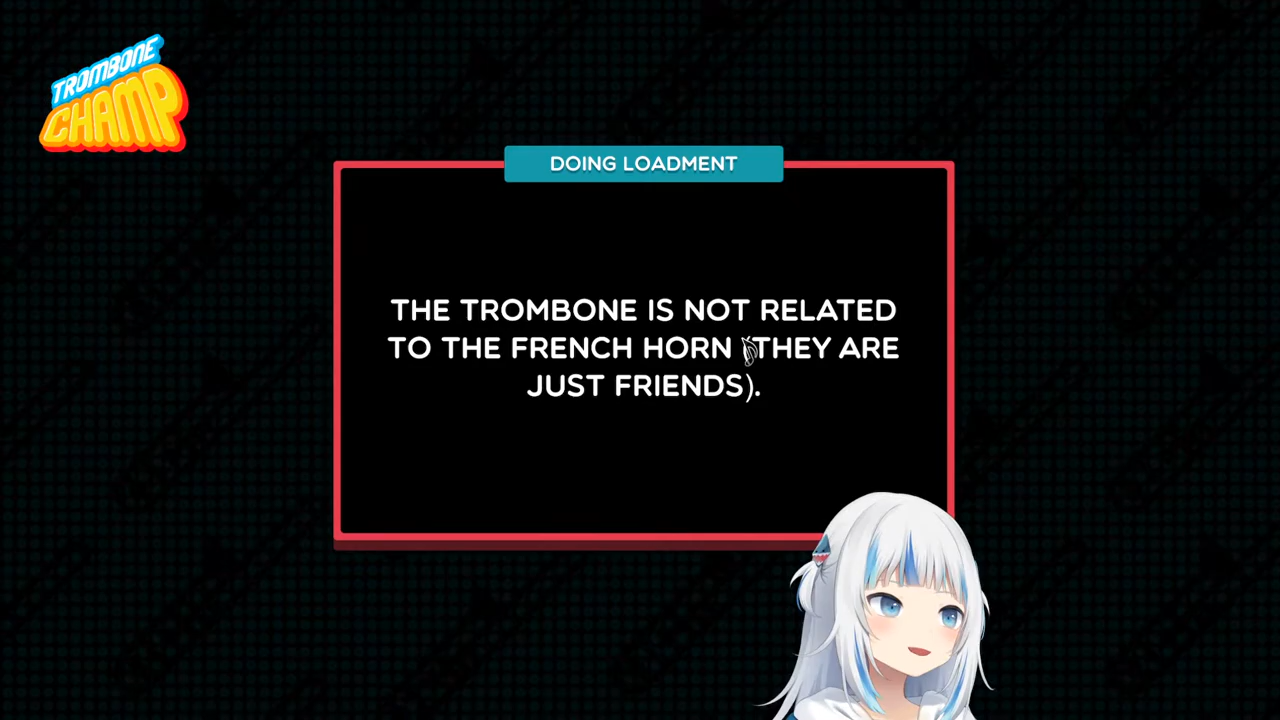 TROMBONE
CHAMP
DOING LOADMENT
THE TROMBONE IS NOT RELATED
TO THE FRENCH HORN (THEY ARE
JUST FRIENDS).